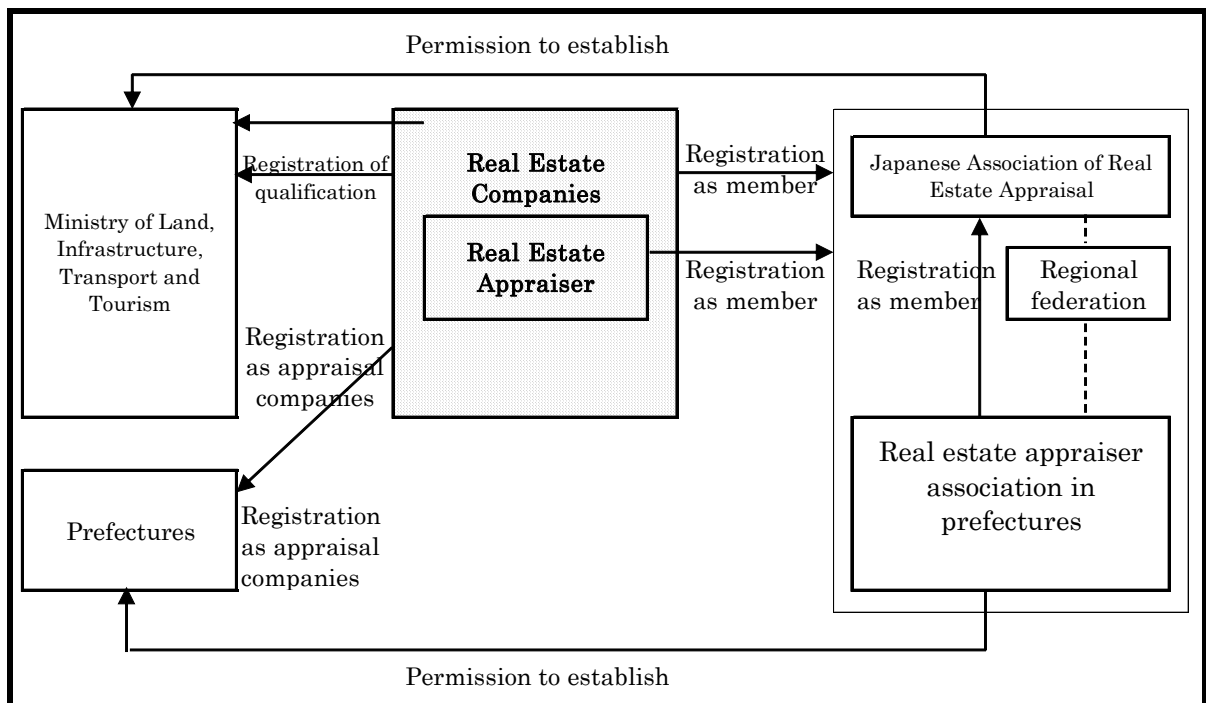 Permission to establish
Registration of
qualification
Ministry of Land,
Infrastructure,
Transport and
Tourism
Real Estate
Companies
Real Estate
Appraiser
Registration
as member
Registration
as member
Japanese Association of Real
Estate Appraisal
Registration
as member
Regional
federation
Registration
as appraisal
companies
Real estate appraiser
association in
prefectures
Prefectures
Registration
as appraisal
companies
Permission to establish